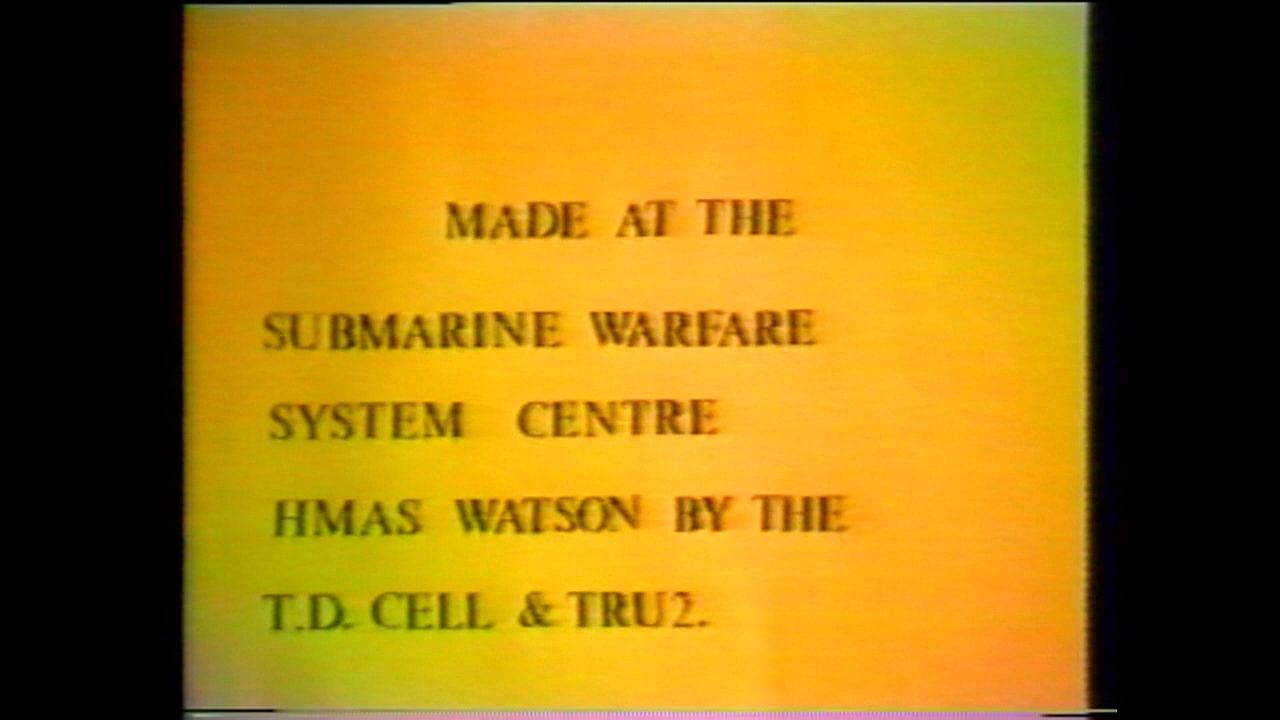 MADE AT THE
SUBMARINE WARFARE
SYSTEM CENTRE
HMAS WATSON BY THE
T.D. CELL & TRU2.